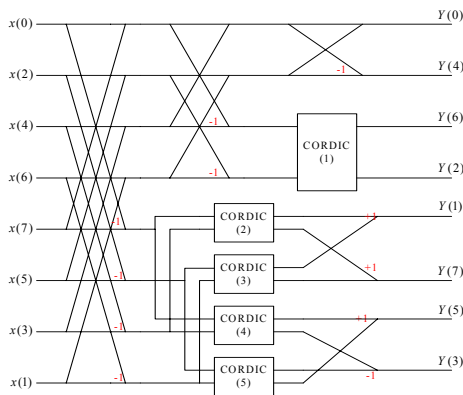 x(0) Y(0)
x(2) -1 Y(4)
x(4) -1 CORDIC (1) Y(6)
x(6) -1 Y(2)
x(7) -1 CORDIC (2) +1 Y(1)
x(5) -1 CORDIC (3) +1 Y(7)
x(3) -1 CORDIC (4) +1 Y(5)
x(1) -1 CORDIC (5) -1 Y(3)